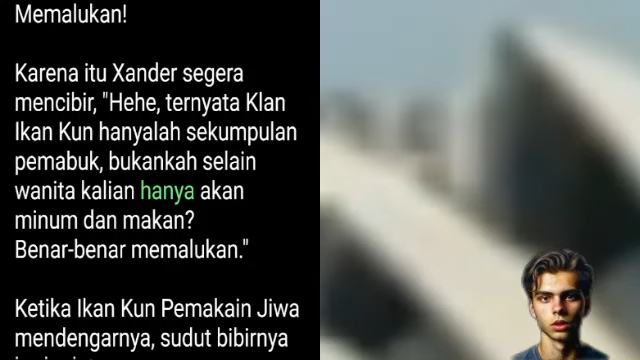 Memalukan!
Karena itu Xander segera
mencibir, "Hehe, ternyata Klan
Ikan Kun hanyalah sekumpulan
pemabuk, bukankah selain
wanita kalian hanya akan
minum dan makan?
Benar-benar memalukan."
Ketika Ikan Kun Pemakain Jiwa
mendengarnya, sudut bibirnya